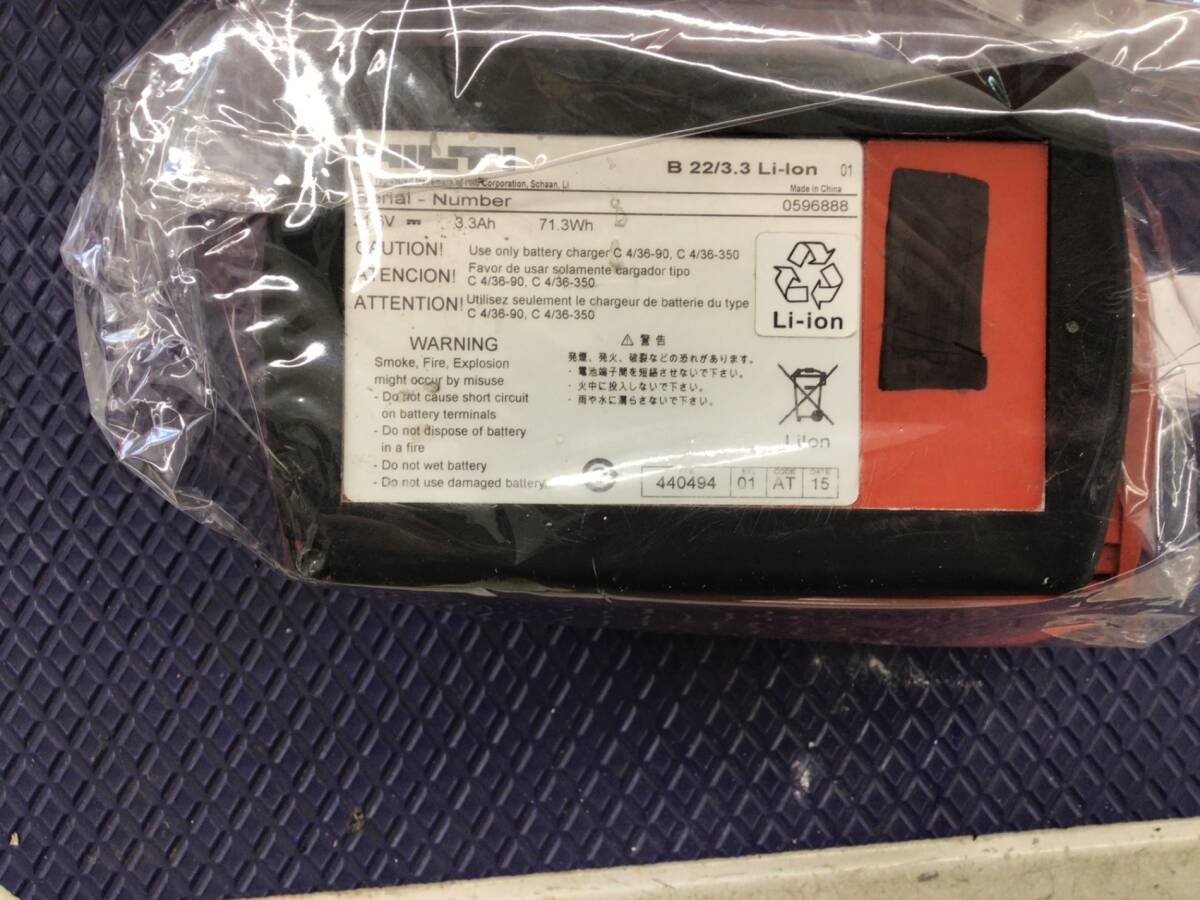 HILTI
B 22/3.3 Li-Ion 01
Corporation, Schaan, Li
Made in China
Serial - Number 0596888
3.3Ah 71.3Wh
CAUTION! Use only battery charger C 4/36-90, C 4/36-350
ATENCION! Favor de usar solamente cargador tipo
C 4/36-90, C 4/36-350
ATTENTION! Utilisez seulement le chargeur de batterie du type
C 4/36-90, C 4/36-350
Li-ion
WARNING
Smoke, Fire, Explosion
might occur by misuse
- Do not cause short circuit
on battery terminals
- Do not dispose of battery
in a fire
- Do not wet battery
- Do not use damaged battery
警告
発煙、発火、破裂などの恐れがあります。
・電池端子間を短絡させないで下さい。
・火中に投入しないで下さい。
・雨や水に濡らさないで下さい。
Li-Ion
CODE DATE
440494 01 AT 15